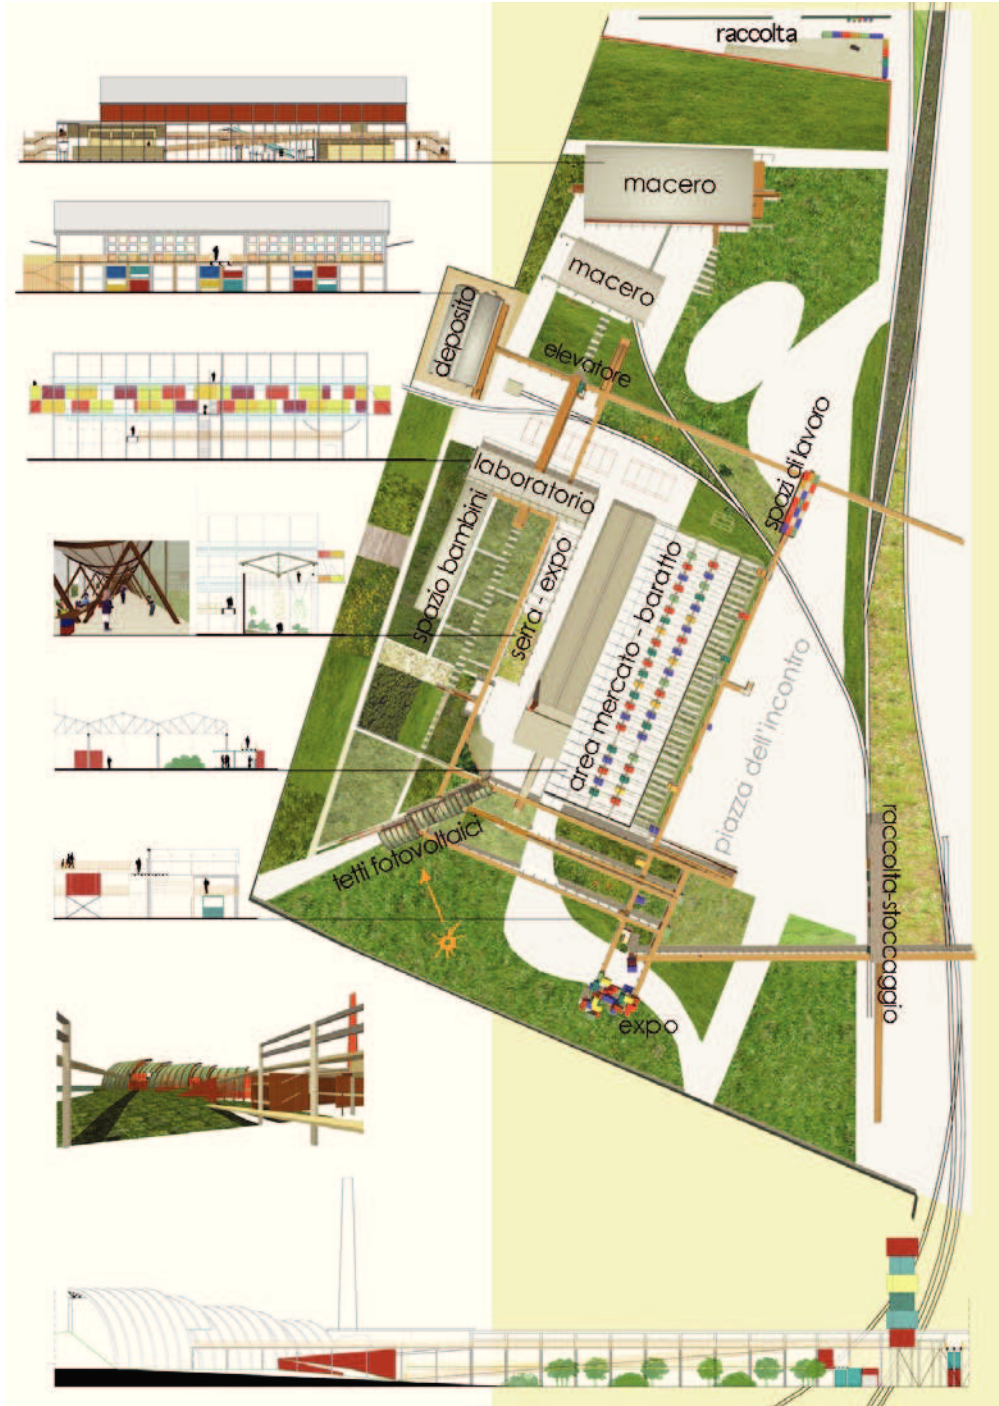 raccolta
macero
macero
deposito
elevatore
spazi di lavoro
laboratorio
spazio bambini
serra - expo
area mercato - baratto
piazza dell'incontro
tetti fotovoltaici
raccolta-stoccaggio
expo